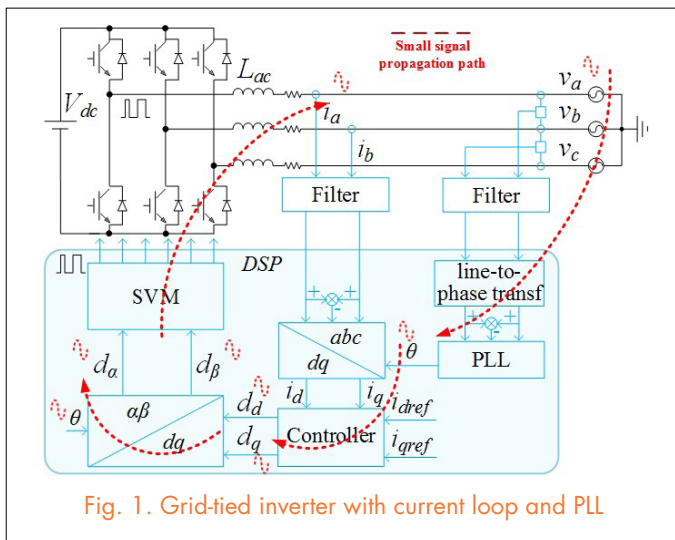 Small signal
propagation path
L_ac
V_dc
v_a
v_b
v_c
i_a
i_b
Filter
Filter
DSP
SVM
line-to-
phase transf
+ +
-
+ +
-
abc
dq
θ
PLL
d_α
d_β
i_d
i_q
i_dref
θ
αβ
dq
d_d
d_q
Controller
i_qref
Fig. 1. Grid-tied inverter with current loop and PLL